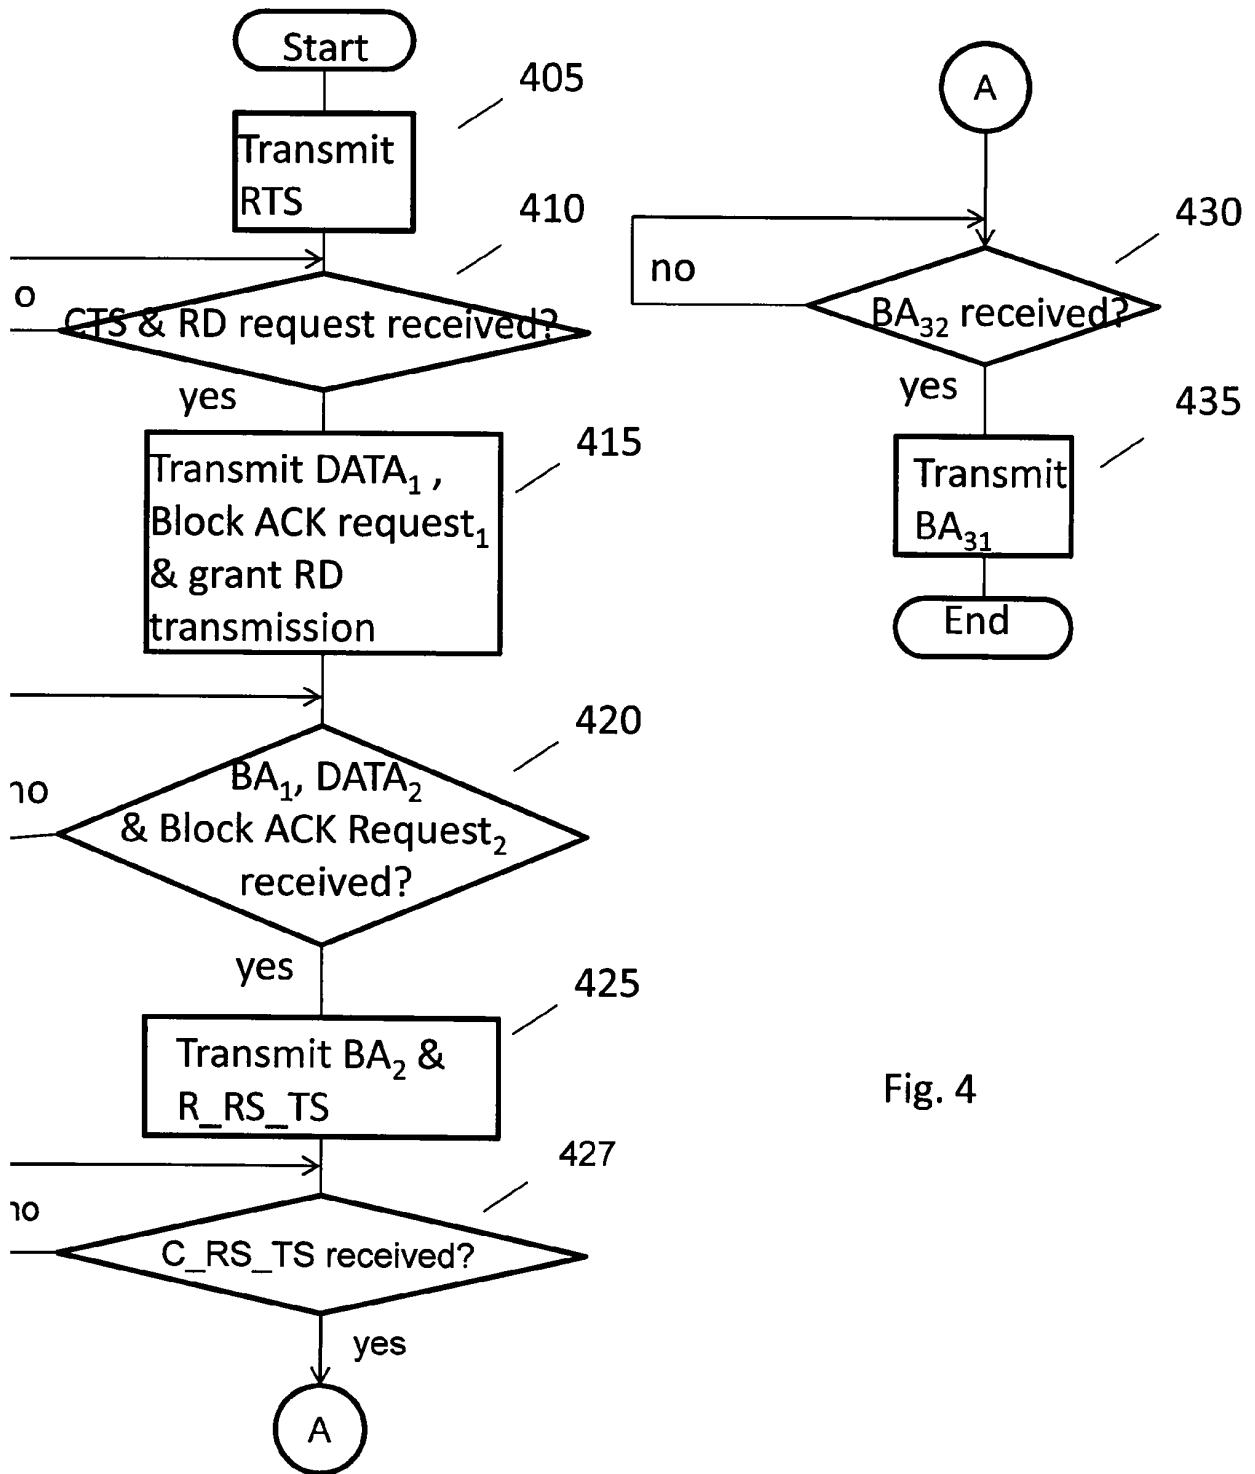 Start
405
Transmit
RTS
410
o
CTS & RD request received?
yes
415
Transmit DATA₁ ,
Block ACK request₁
& grant RD
transmission
420
no
BA₁, DATA₂
& Block ACK Request₂
received?
yes
425
Transmit BA₂ &
R_RS_TS
427
no
C_RS_TS received?
yes
A
A
430
no
BA₃₂ received?
yes
435
Transmit
BA₃₁
End
Fig. 4